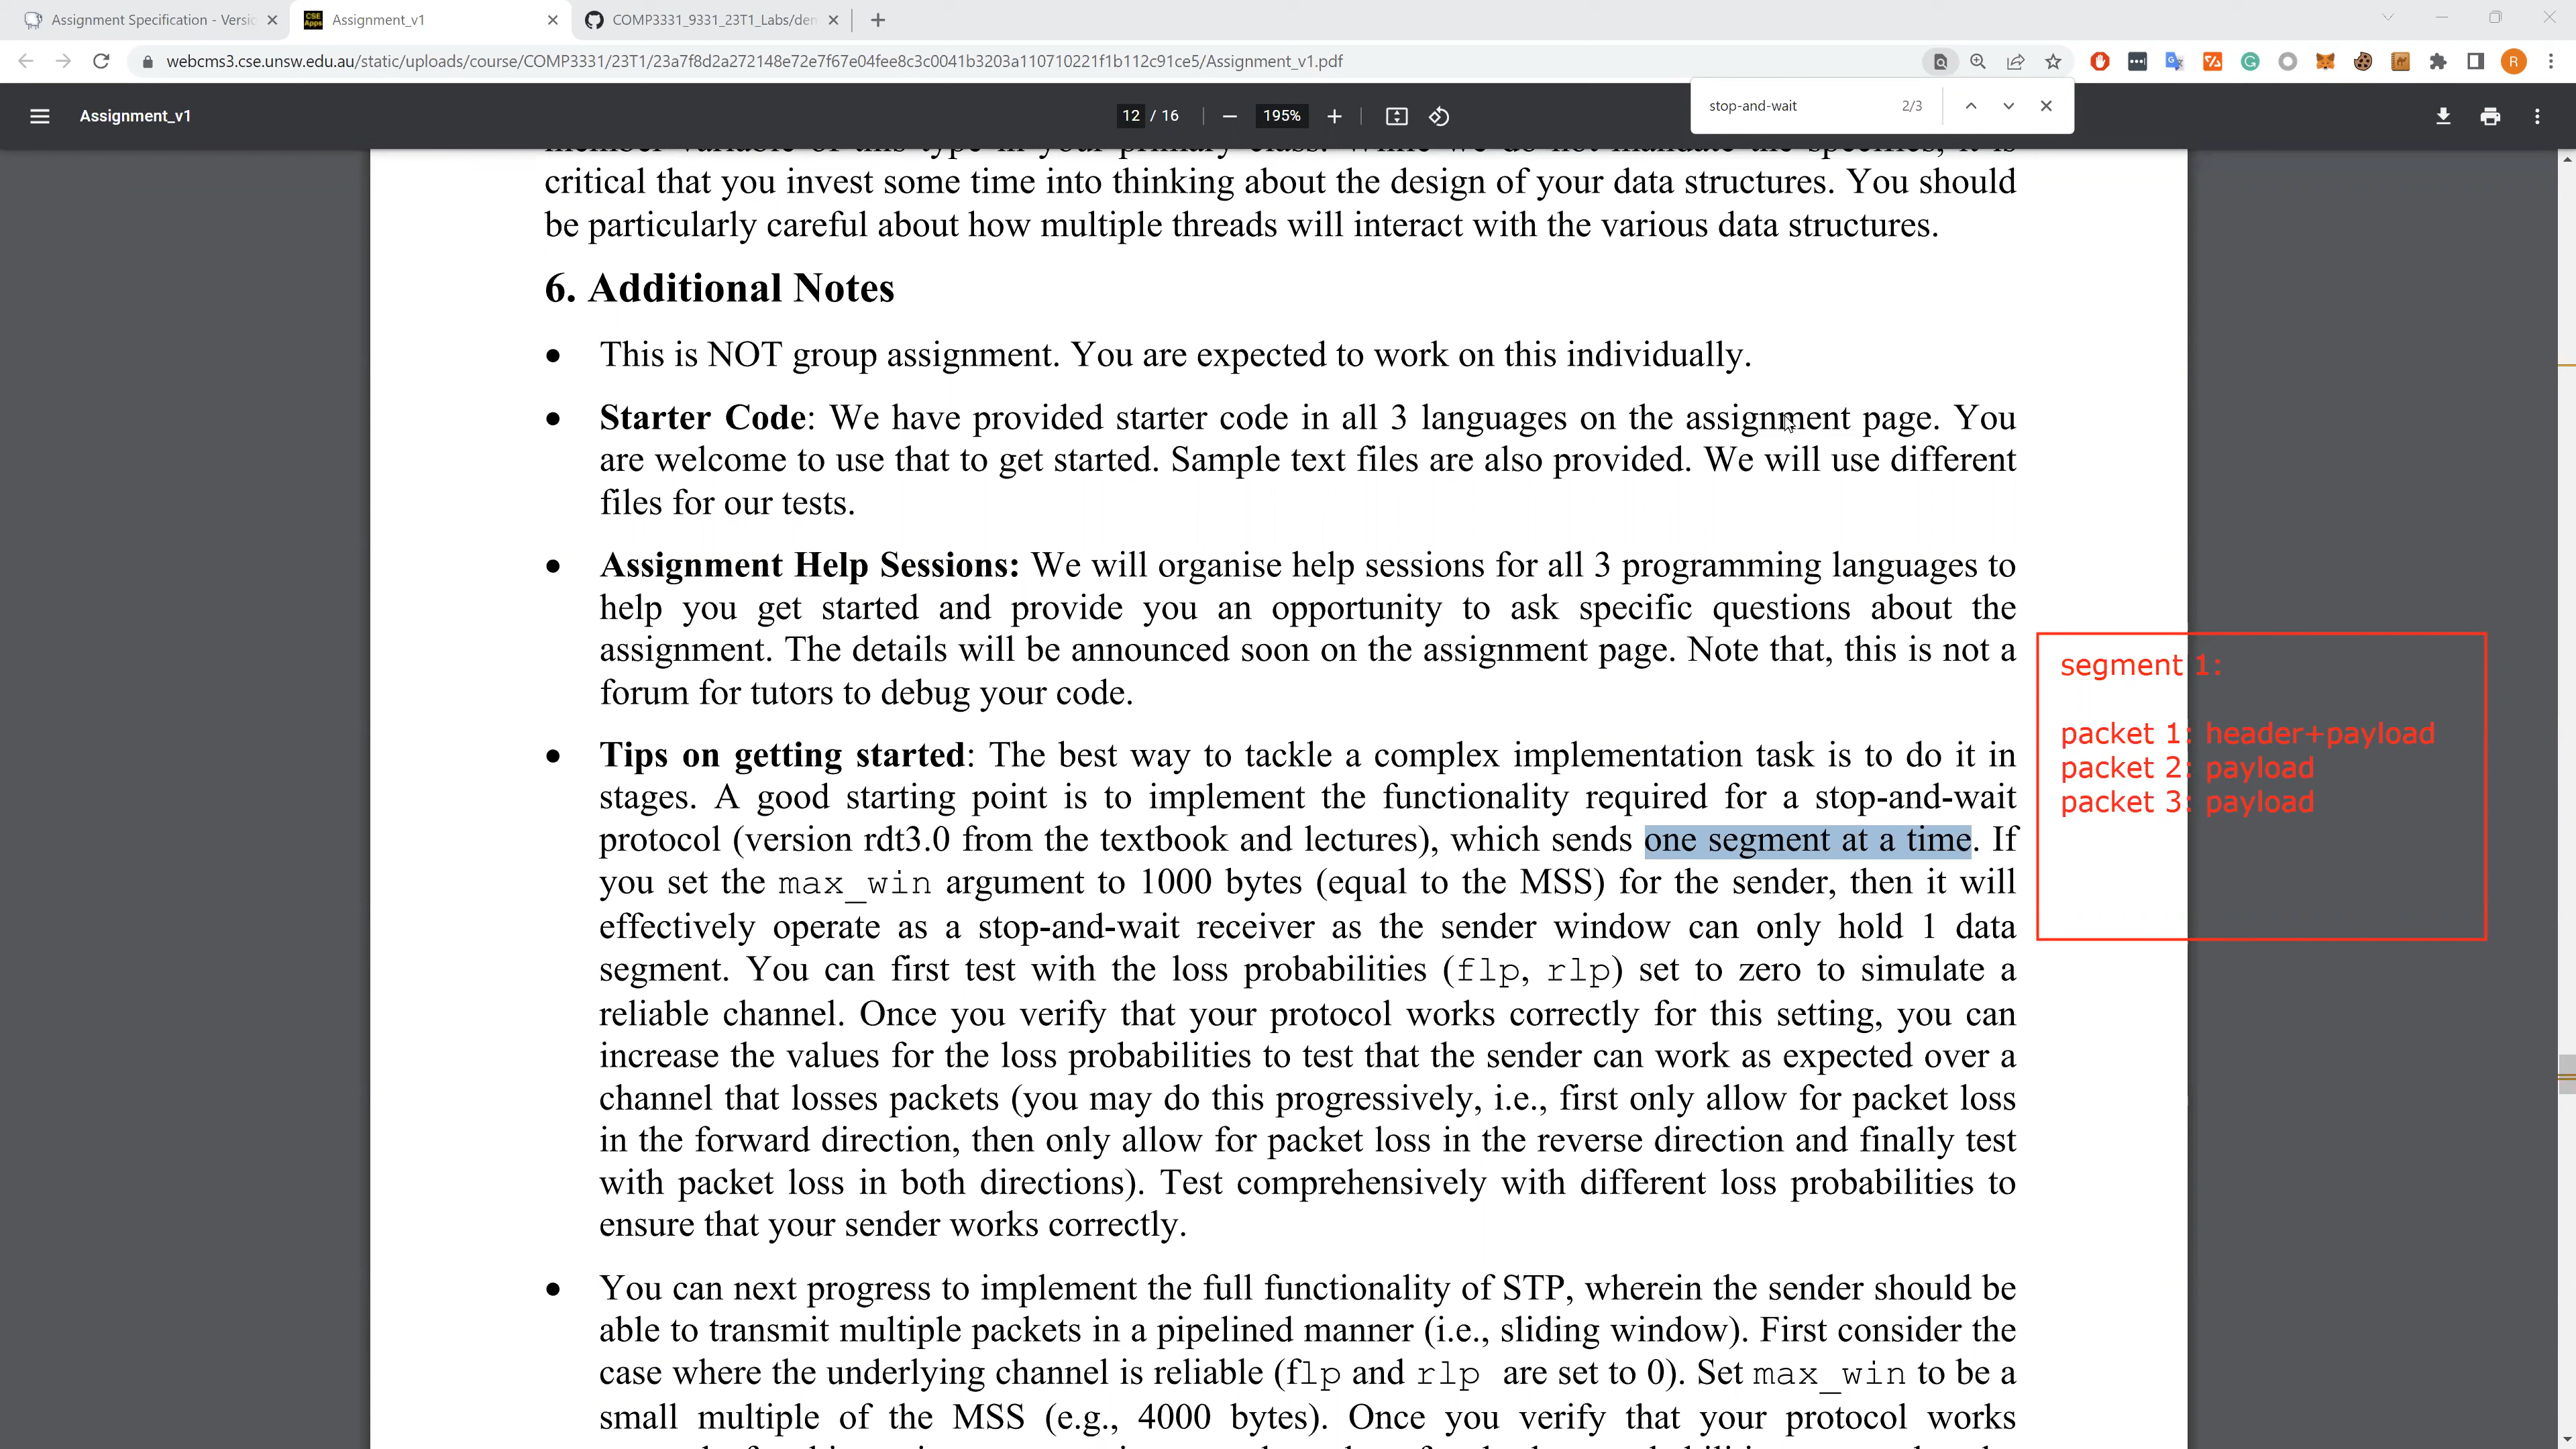 Assignment Specification - Versi
Assignment_v1
COMP3331_9331_23T1_Labs/den
webcms3.cse.unsw.edu.au/static/uploads/course/COMP3331/23T1/23a7f8d2a272148e72e7f67e04fee8c3c0041b3203a110710221f1b112c91ce5/Assignment_v1.pdf
Assignment_v1
12 / 16
195%
stop-and-wait
2/3
member variable of this type in your primary class. While we do not mandate the specifics, it is
critical that you invest some time into thinking about the design of your data structures. You should
be particularly careful about how multiple threads will interact with the various data structures.
6. Additional Notes
• This is NOT group assignment. You are expected to work on this individually.
• Starter Code: We have provided starter code in all 3 languages on the assignment page. You
are welcome to use that to get started. Sample text files are also provided. We will use different
files for our tests.
• Assignment Help Sessions: We will organise help sessions for all 3 programming languages to
help you get started and provide you an opportunity to ask specific questions about the
assignment. The details will be announced soon on the assignment page. Note that, this is not a
forum for tutors to debug your code.
• Tips on getting started: The best way to tackle a complex implementation task is to do it in
stages. A good starting point is to implement the functionality required for a stop-and-wait
protocol (version rdt3.0 from the textbook and lectures), which sends one segment at a time. If
you set the max_win argument to 1000 bytes (equal to the MSS) for the sender, then it will
effectively operate as a stop-and-wait receiver as the sender window can only hold 1 data
segment. You can first test with the loss probabilities (flp, rlp) set to zero to simulate a
reliable channel. Once you verify that your protocol works correctly for this setting, you can
increase the values for the loss probabilities to test that the sender can work as expected over a
channel that losses packets (you may do this progressively, i.e., first only allow for packet loss
in the forward direction, then only allow for packet loss in the reverse direction and finally test
with packet loss in both directions). Test comprehensively with different loss probabilities to
ensure that your sender works correctly.
• You can next progress to implement the full functionality of STP, wherein the sender should be
able to transmit multiple packets in a pipelined manner (i.e., sliding window). First consider the
case where the underlying channel is reliable (flp and rlp are set to 0). Set max_win to be a
small multiple of the MSS (e.g., 4000 bytes). Once you verify that your protocol works
segment 1:
packet 1: header+payload
packet 2: payload
packet 3: payload